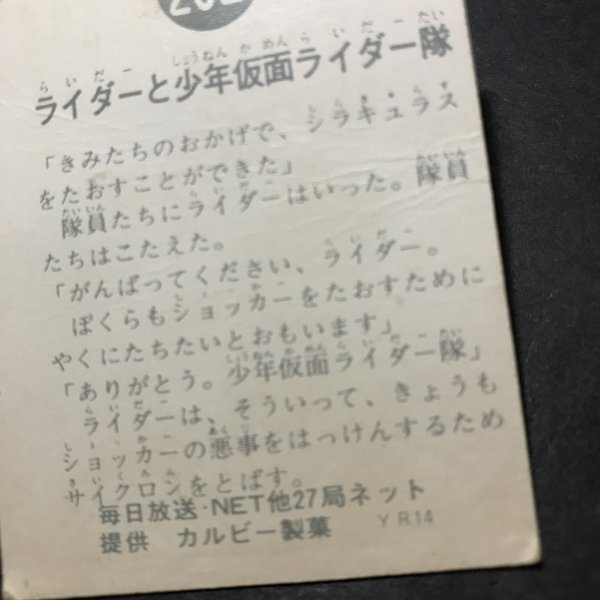 ライダーと少年仮面ライダー隊
「きみたちのおかげで、シラキュラス
をたおすことができた」
隊員たちにライダーはいった。隊員
たちはこたえた。
「がんばってください、ライダー。
ぼくらもショッカーをたおすために
やくにたちたいとおもいます」
「ありがとう。少年仮面ライダー隊」
ライダーは、そういって、きょうも
ショッカーの悪事をはっけんするため
サイクロンをとばす。
毎日放送・NET他27局ネット
提供 カルビー製菓 YR14